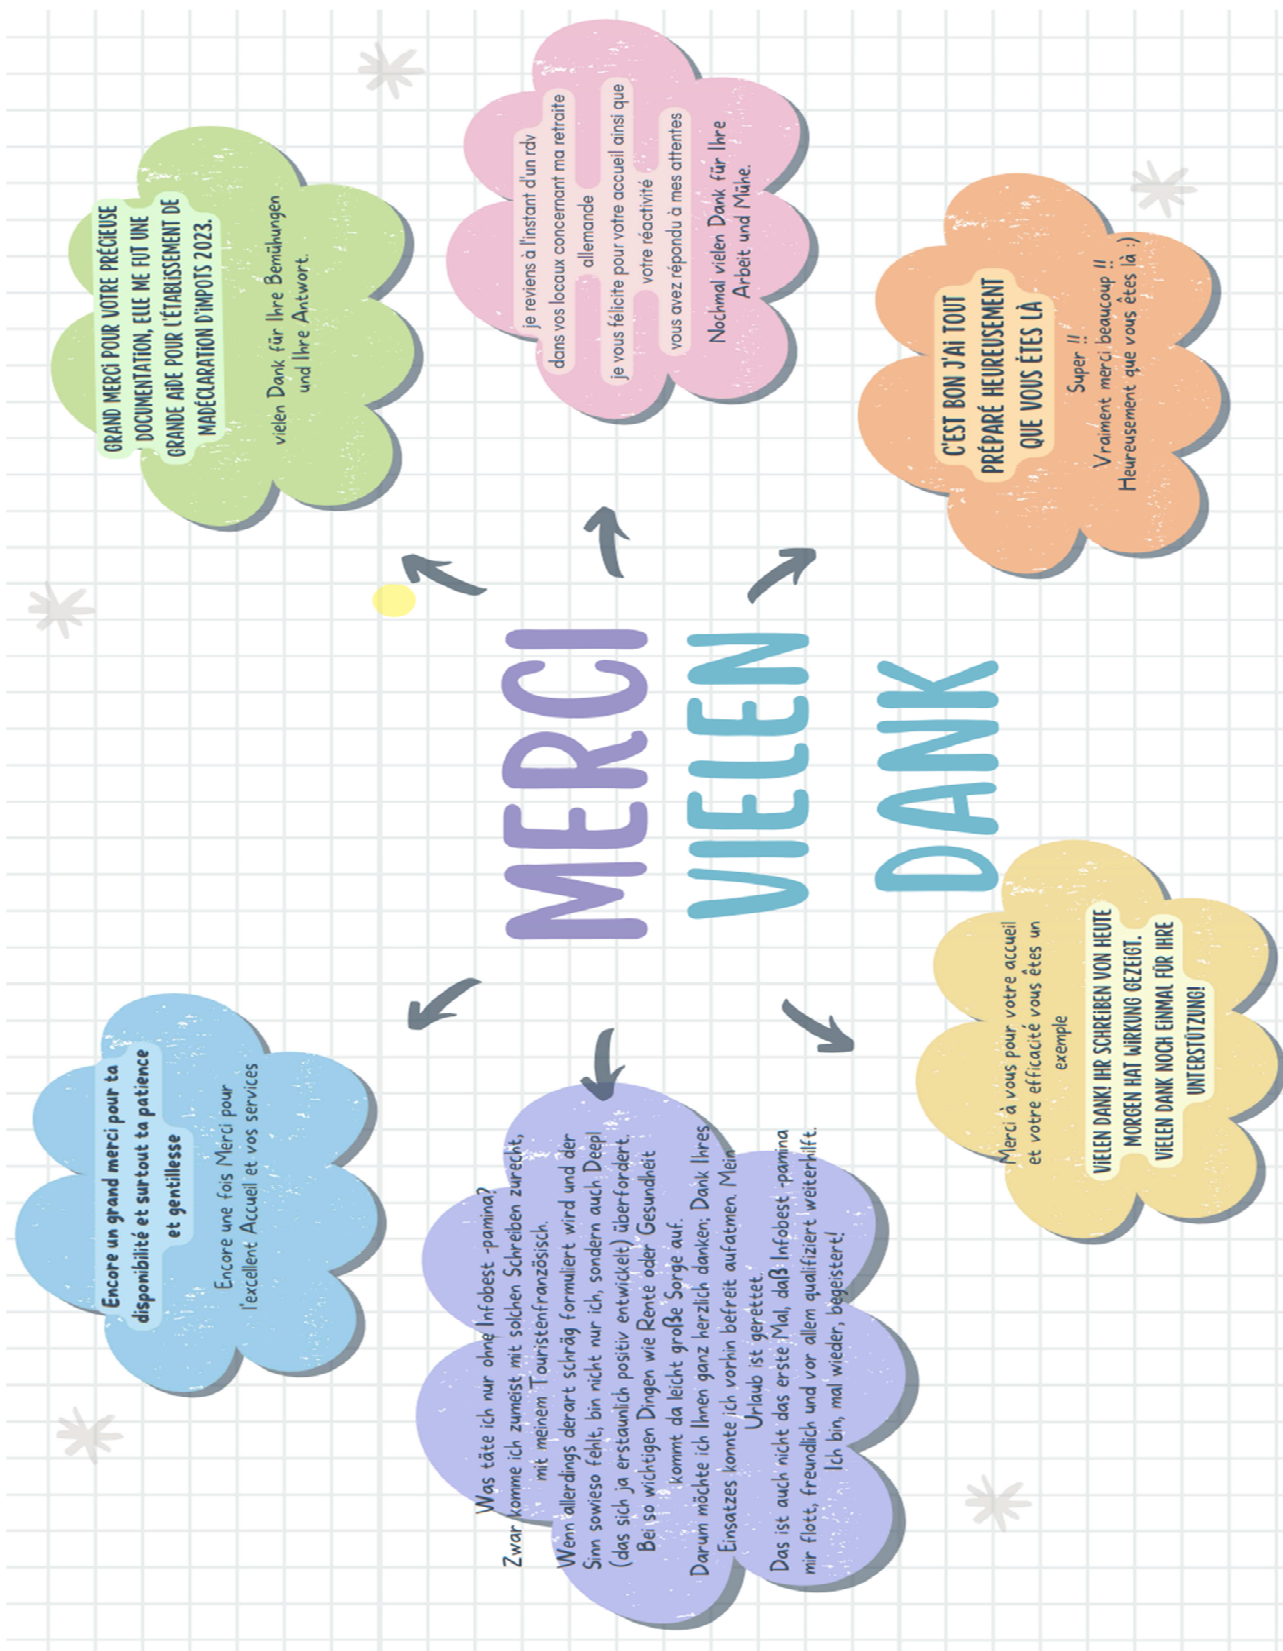 Encore un grand merci pour ta
disponibilité et surtout ta patience
et gentillesse
Encore une fois Merci pour
l'excellent Accueil et vos services
GRAND MERCI POUR VOTRE PRÉCIEUSE
DOCUMENTATION, ELLE ME FUT UNE
GRANDE AIDE POUR L'ÉTABLISSEMENT DE
MADÉCLARATION D'IMPOTS 2023.
vielen Dank für Ihre Bemühungen
und Ihre Antwort.
Was täte ich nur ohne Infobest -pamina?
Zwar komme ich zumeist mit solchen Schreiben zurecht,
mit meinem Touristenfranzösisch.
Wenn allerdings derart schräg formuliert wird und der
Sinn sowieso fehlt, bin nicht nur ich, sondern auch Deepl
(das sich ja erstaunlich positiv entwickelt) überfordert.
Bei so wichtigen Dingen wie Rente oder Gesundheit
kommt da leicht große Sorge auf.
Darum möchte ich Ihnen ganz herzlich danken; Dank Ihres
Einsatzes konnte ich vorhin befreit aufatmen. Mein
Urlaub ist gerettet.
Das ist auch nicht das erste Mal, daß Infobest -pamina
mir flott, freundlich und vor allem qualifiziert weiterhilft.
Ich bin, mal wieder, begeistert!
MERCI
VIELEN
DANK
je reviens à l'instant d'un rdv
dans vos locaux concernant ma retraite
allemande
je vous félicite pour votre accueil ainsi que
votre réactivité
vous avez répondu à mes attentes
Nochmal vielen Dank für Ihre
Arbeit und Mühe.
Merci à vous pour votre accueil
et votre efficacité vous êtes un
exemple
VIELEN DANK! IHR SCHREIBEN VON HEUTE
MORGEN HAT WIRKUNG GEZEIGT.
VIELEN DANK NOCH EINMAL FÜR IHRE
UNTERSTÜTZUNG!
C'EST BON J'AI TOUT
PRÉPARÉ HEUREUSEMENT
QUE VOUS ÊTES LÀ
Super !!
Vraiment merci beaucoup !!
Heureusement que vous êtes là :)